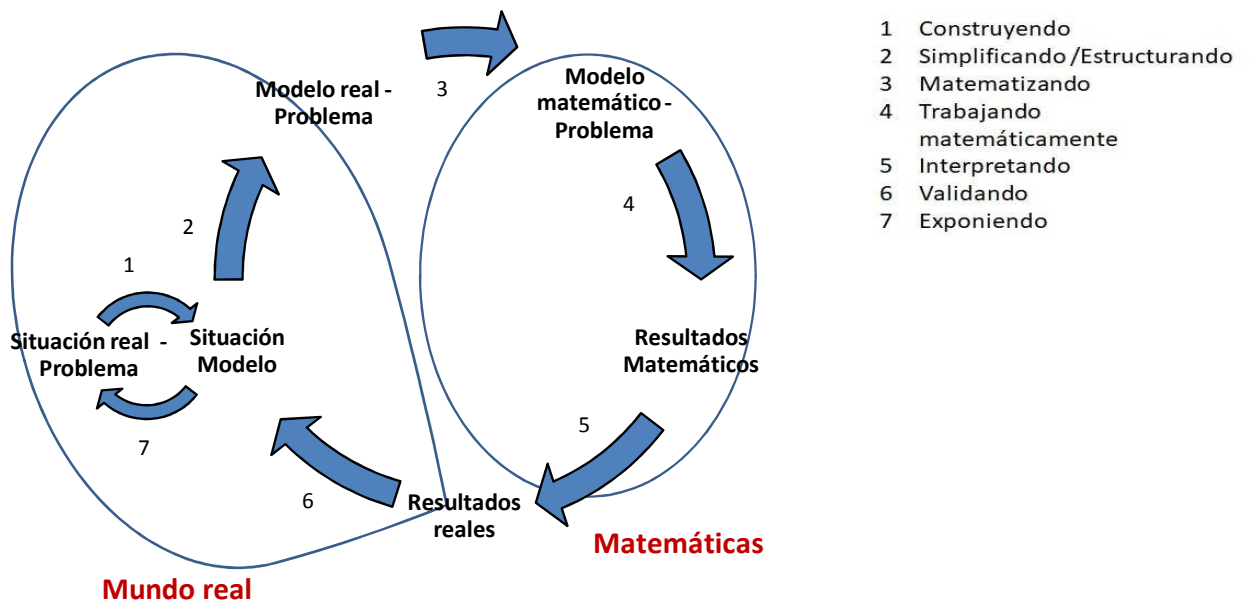 Modelo real -
Problema
3
Modelo
matemático -
Problema
4
2
1
Situación real -
Problema
Situación
Modelo
7
Resultados
Matemáticos
5
6
Resultados
reales
Matemáticas
Mundo real
1 Construyendo
2 Simplificando /Estructurando
3 Matematizando
4 Trabajando
matemáticamente
5 Interpretando
6 Validando
7 Exponiendo